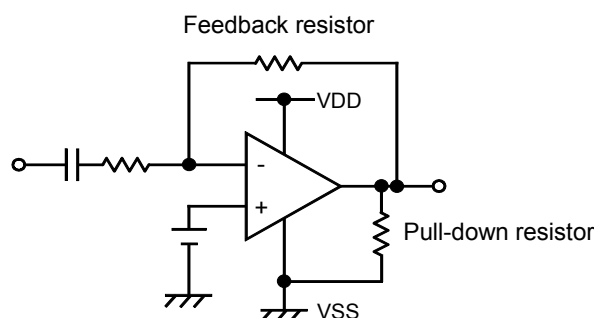 Feedback resistor
VDD
-
+
Pull-down resistor
VSS